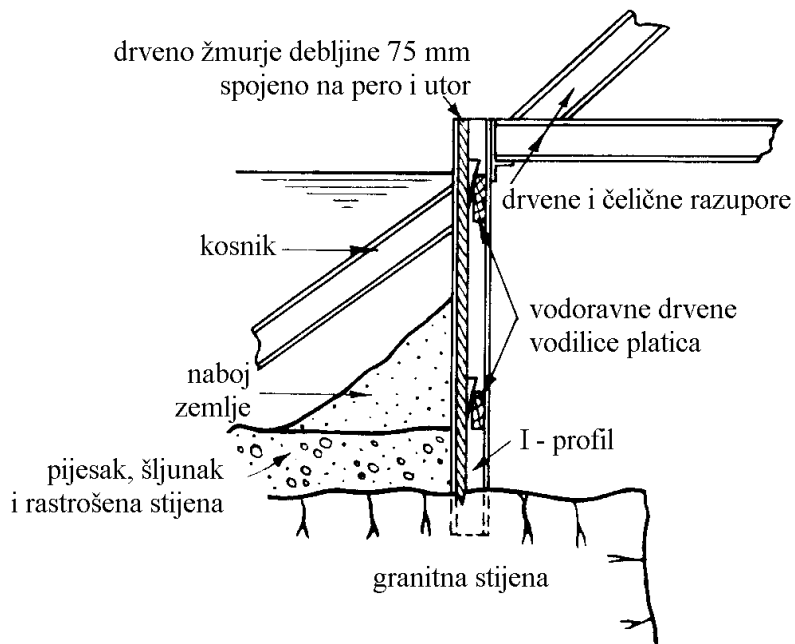 drveno žmurje debljine 75 mm
spojeno na pero i utor
drvene i čelične razupore
kosnik
vodoravne drvene
vodilice platica
naboj
zemlje
I - profil
pijesak, šljunak
i rastrošena stijena
granitna stijena